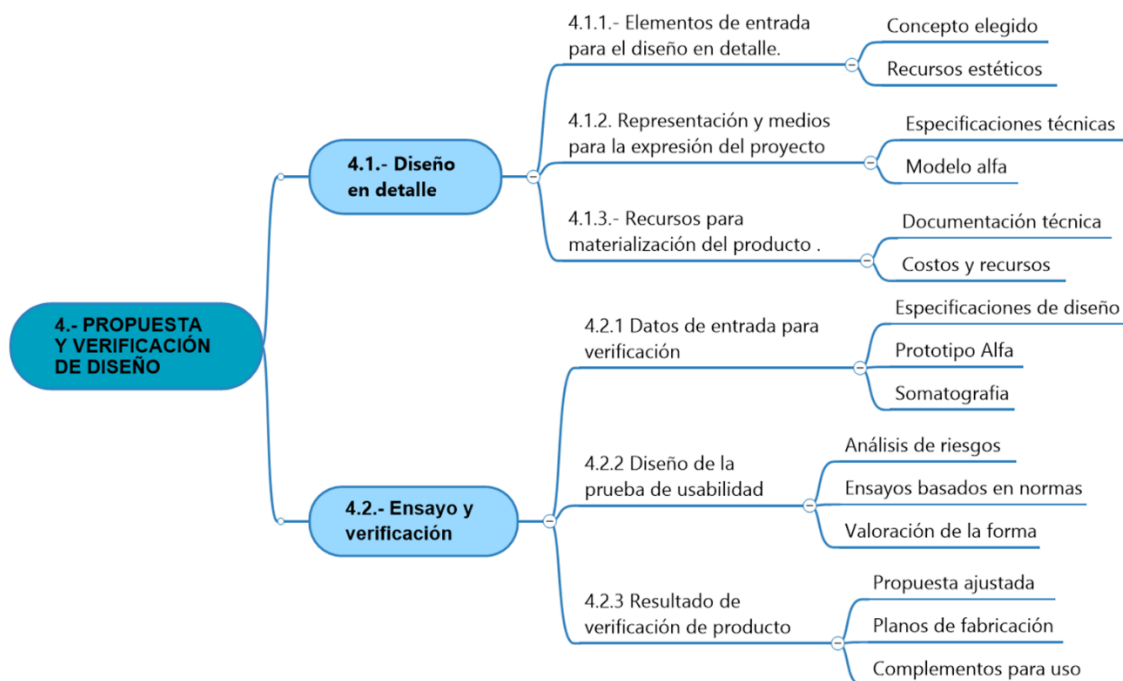 4.- PROPUESTA
Y VERIFICACIÓN
DE DISEÑO
4.1.- Diseño
en detalle
4.1.1.- Elementos de entrada
para el diseño en detalle.
Concepto elegido
Recursos estéticos
4.1.2. Representación y medios
para la expresión del proyecto
Especificaciones técnicas
Modelo alfa
4.1.3.- Recursos para
materialización del producto .
Documentación técnica
Costos y recursos
4.2.- Ensayo y
verificación
4.2.1 Datos de entrada para
verificación
Especificaciones de diseño
Prototipo Alfa
Somatografia
4.2.2 Diseño de la
prueba de usabilidad
Análisis de riesgos
Ensayos basados en normas
Valoración de la forma
4.2.3 Resultado de
verificación de producto
Propuesta ajustada
Planos de fabricación
Complementos para uso